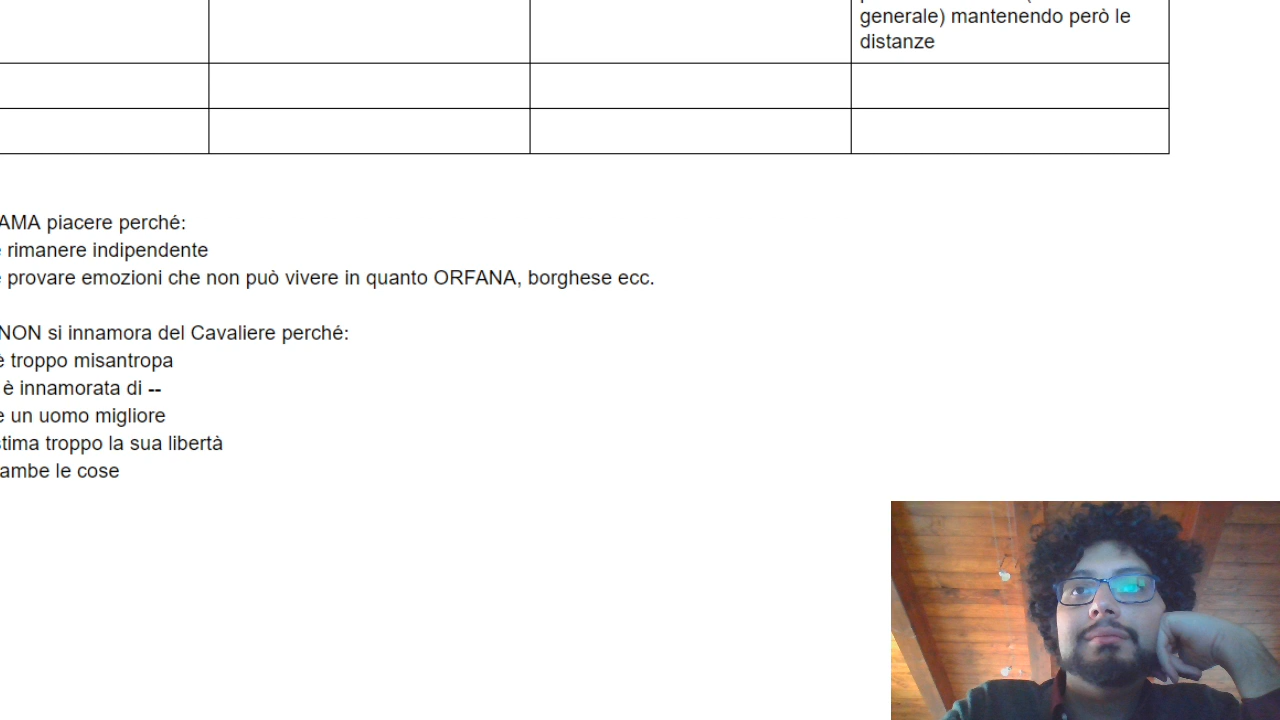 generale) mantenendo però le
distanze
AMA piacere perché:
rimanere indipendente
provare emozioni che non può vivere in quanto ORFANA, borghese ecc.
NON si innamora del Cavaliere perché:
è troppo misantropa
è innamorata di --
un uomo migliore
stima troppo la sua libertà
ambe le cose